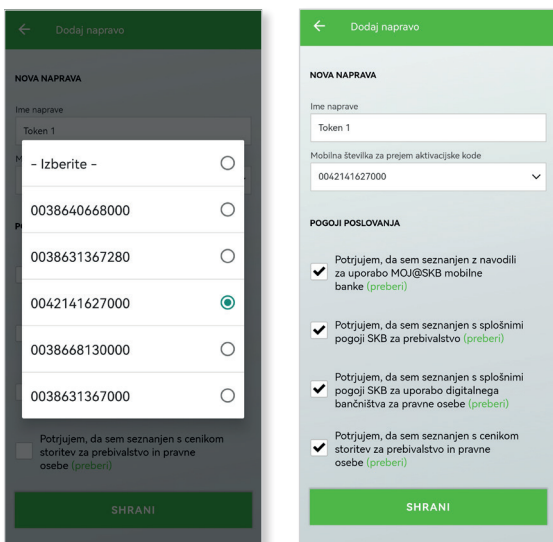 Dodaj napravo
NOVA NAPRAVA
Ime naprave
Token 1
M
- Izberite -
0038640668000
0038631367280
0042141627000
0038668130000
0038631367000
Potrjujem, da sem seznanjen s cenikom
storitev za prebivalstvo in pravne
osebe (preberi)
SHRANI
Dodaj napravo
NOVA NAPRAVA
Ime naprave
Token 1
Mobilna številka za prejem aktivacijske kode
0042141627000
POGOJI POSLOVANJA
Potrjujem, da sem seznanjen z navodili
za uporabo MOJ@SKB mobilne
banke (preberi)
Potrjujem, da sem seznanjen s splošnimi
pogoji SKB za prebivalstvo (preberi)
Potrjujem, da sem seznanjen s splošnimi
pogoji SKB za uporabo digitalnega
bančništva za pravne osebe (preberi)
Potrjujem, da sem seznanjen s cenikom
storitev za prebivalstvo in pravne
osebe (preberi)
SHRANI